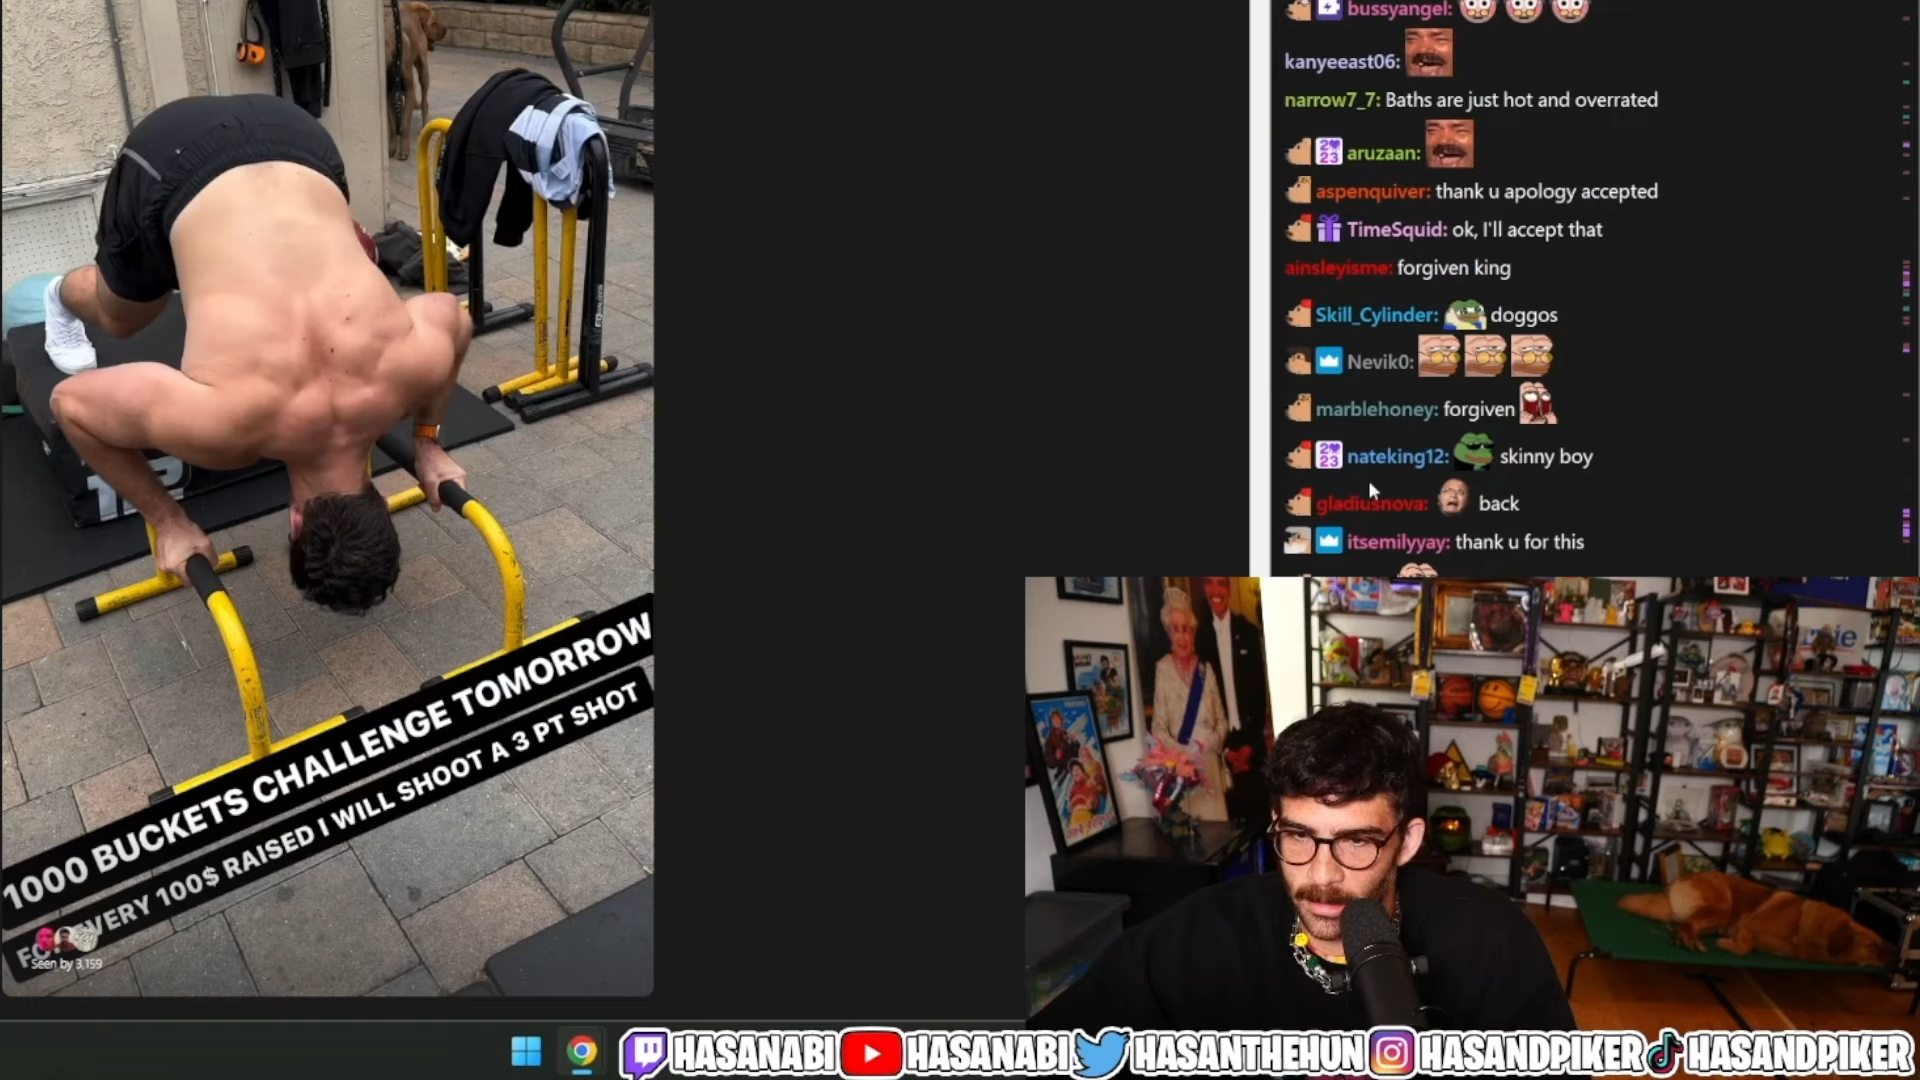 bussyangel:
kanyeeast06:
narrow7_7: Baths are just hot and overrated
aruzaan:
aspenquiver: thank u apology accepted
TimeSquid: ok, I'll accept that
ainsleyisme: forgiven king
Skill_Cylinder: doggos
Nevik0:
marblehoney: forgiven
nateking12: skinny boy
gladiusnova: back
itsemilyyay: thank u for this
1000 BUCKETS CHALLENGE TOMORROW
EVERY 100$ RAISED I WILL SHOOT A 3 PT SHOT
Seen by 3,159
HASANABI HASANABI HASANTHEHUN HASANDPIKER HASANDPIKER